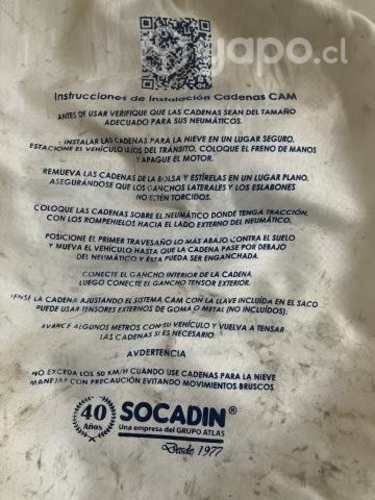 yapo.cl
Instrucciones de Instalación Cadenas CAM
ANTES DE USAR VERIFIQUE QUE LAS CADENAS SEAN DEL TAMAÑO
ADECUADO PARA SUS NEUMÁTICOS.
INSTALAR LAS CADENAS PARA LA NIEVE EN UN LUGAR SEGURO,
ESTACIONE EL VEHÍCULO LEJOS DEL TRÁNSITO, COLOQUE EL FRENO DE MANOS
Y APAGUE EL MOTOR.
REMUEVA LAS CADENAS DE LA BOLSA Y ESTÍRELAS EN UN LUGAR PLANO,
ASEGURÁNDOSE QUE LOS GANCHOS LATERALES Y LOS ESLABONES
NO ESTÉN TORCIDOS.
COLOQUE LAS CADENAS SOBRE EL NEUMÁTICO DONDE TENGA TRACCIÓN,
CON LOS ROMPEHIELOS HACIA EL LADO EXTERNO DEL NEUMÁTICO.
POSICIONE EL PRIMER TRAVESAÑO LO MÁS ABAJO CONTRA EL SUELO
Y MUEVA EL VEHÍCULO HASTA QUE LA CADENA PASE POR DEBAJO
DEL NEUMÁTICO Y ÉSTA PUEDA SER ENGANCHADA.
CONECTE EL GANCHO INTERIOR DE LA CADENA
LUEGO CONECTE EL GANCHO TENSOR EXTERIOR.
LA CADENA AJUSTANDO EL SISTEMA CAM CON LA LLAVE INCLUIDA EN EL SACO
PUEDE USAR TENSORES EXTERNOS DE GOMA O METAL (NO INCLUIDOS).
AVANCE ALGUNOS METROS CON SU VEHÍCULO Y VUELVA A TENSAR
LAS CADENAS SI ES NECESARIO
AVDERTENCIA
NO EXCEDA LOS 50 KM/H CUANDO USE CADENAS PARA LA NIEVE
MANEJAR CON PRECAUCIÓN EVITANDO MOVIMIENTOS BRUSCOS.
40 Años
SOCADIN®
Una empresa del GRUPO ATLAS
Desde 1977